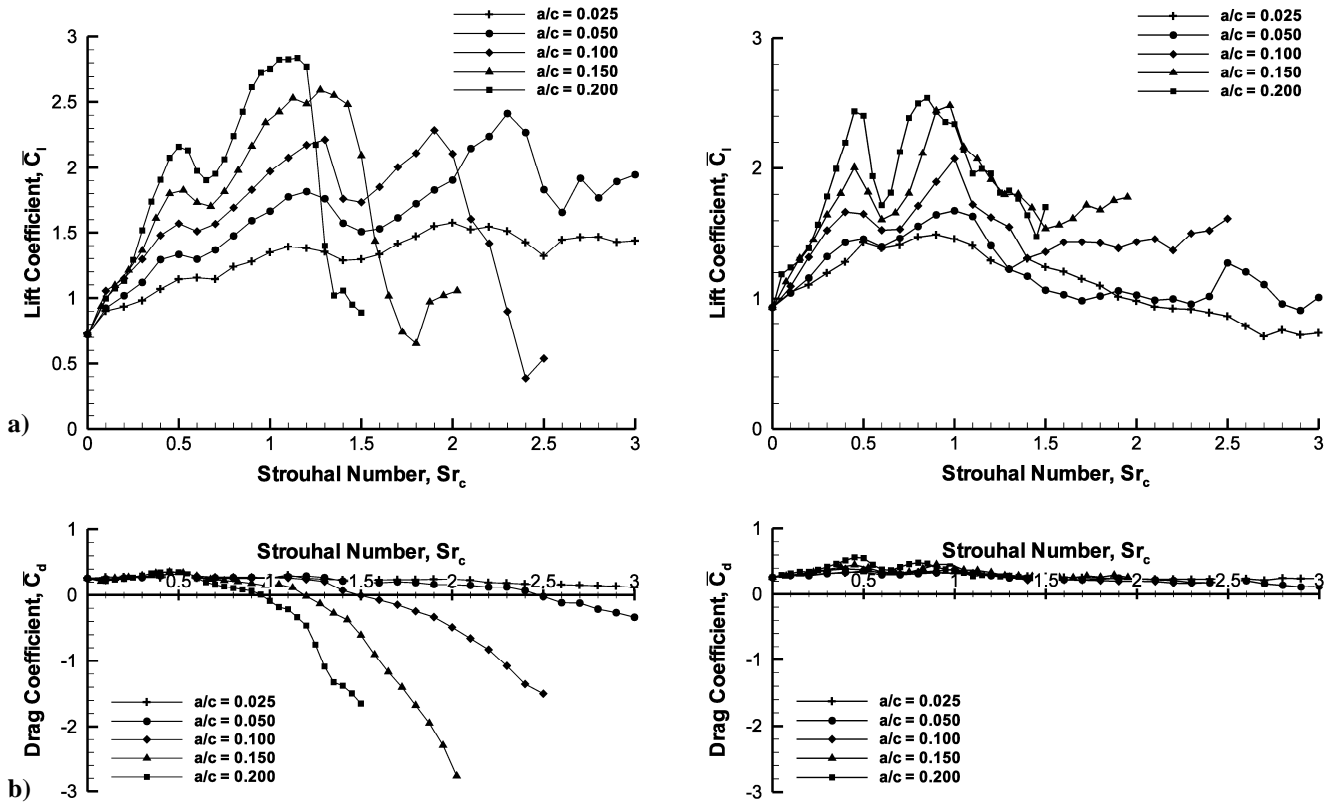 a/c = 0.025
a/c = 0.050
a/c = 0.100
a/c = 0.150
a/c = 0.200
3
2.5
2
1.5
1
0.5
0
Lift Coefficient, C̅l
0 0.5 1 1.5 2 2.5 3
Strouhal Number, Src
a)
a/c = 0.025
a/c = 0.050
a/c = 0.100
a/c = 0.150
a/c = 0.200
3
2.5
2
1.5
1
0.5
0
Lift Coefficient, C̅l
0 0.5 1 1.5 2 2.5 3
Strouhal Number, Src
1
0
-1
-2
-3
Drag Coefficient, C̅d
Strouhal Number, Src
0.5 1 1.5 2 2.5 3
a/c = 0.025
a/c = 0.050
a/c = 0.100
a/c = 0.150
a/c = 0.200
b)
1
0
-1
-2
-3
Drag Coefficient, C̅d
Strouhal Number, Src
0.5 1 1.5 2 2.5 3
a/c = 0.025
a/c = 0.050
a/c = 0.100
a/c = 0.150
a/c = 0.200